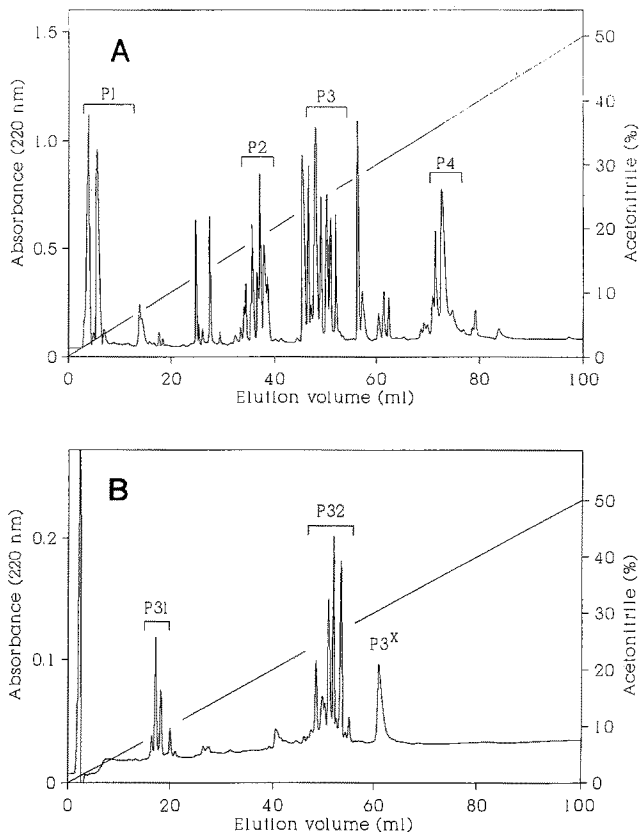 A
P1
P2
P3
P4
1.5
1.0
0.5
0
Absorbance (220 nm)
50
40
30
20
10
0
Acetonitrile (%)
0 20 40 60 80 100
Elution volume (ml)
B
P31
P32
P3X
0.2
0.1
0
Absorbance (220 nm)
50
40
30
20
10
0
Acetonitrile (%)
0 20 40 60 80 100
Elution volume (ml)